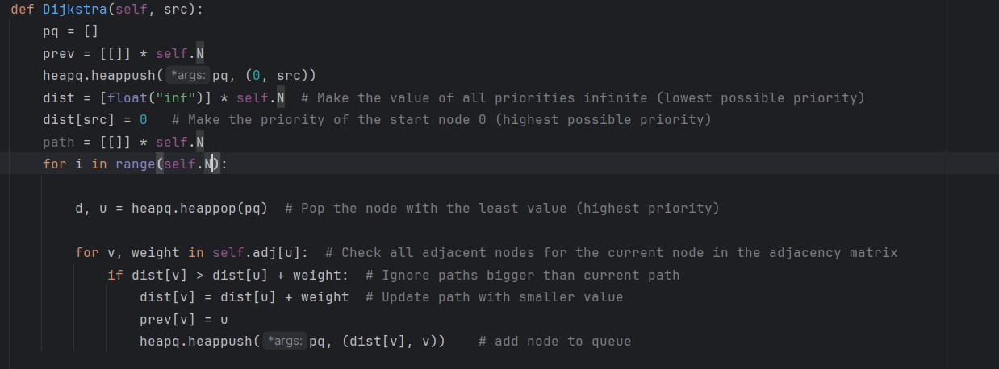 def Dijkstra(self, src):
    pq = []
    prev = [[]] * self.N
    heapq.heappush( *args: pq, (0, src))
    dist = [float("inf")] * self.N  # Make the value of all priorities infinite (lowest possible priority)
    dist[src] = 0   # Make the priority of the start node 0 (highest possible priority)
    path = [[]] * self.N
    for i in range(self.N):
        d, u = heapq.heappop(pq)  # Pop the node with the least value (highest priority)
        for v, weight in self.adj[u]:  # Check all adjacent nodes for the current node in the adjacency matrix
            if dist[v] > dist[u] + weight:  # Ignore paths bigger than current path
                dist[v] = dist[u] + weight  # Update path with smaller value
                prev[v] = u
                heapq.heappush( *args: pq, (dist[v], v))    # add node to queue